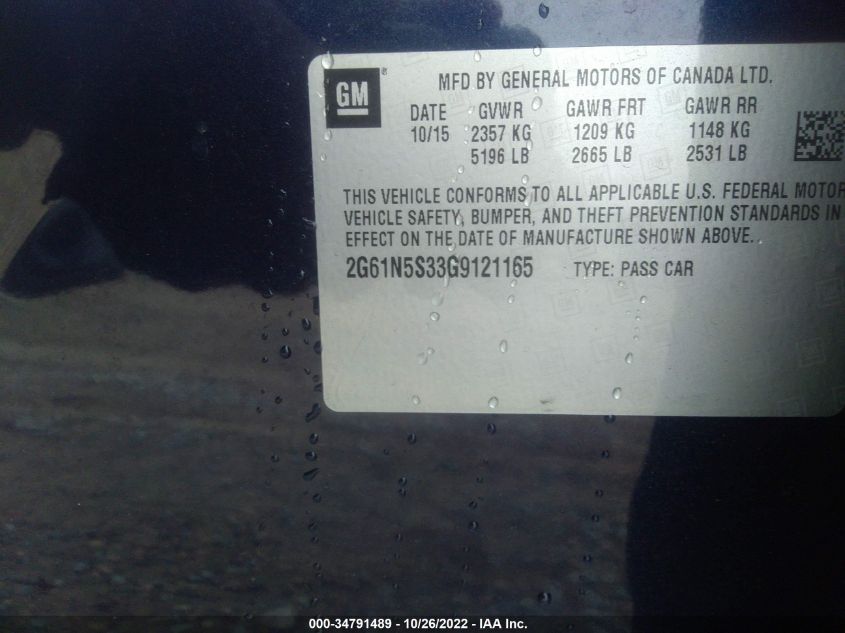 GM ®
MFD BY GENERAL MOTORS OF CANADA LTD.
DATE GVWR GAWR FRT GAWR RR
10/15 2357 KG 1209 KG 1148 KG
5196 LB 2665 LB 2531 LB
THIS VEHICLE CONFORMS TO ALL APPLICABLE U.S. FEDERAL MOTOR
VEHICLE SAFETY, BUMPER, AND THEFT PREVENTION STANDARDS IN
EFFECT ON THE DATE OF MANUFACTURE SHOWN ABOVE.
2G61N5S33G9121165 TYPE: PASS CAR
000-34791489 - 10/26/2022 - IAA Inc.